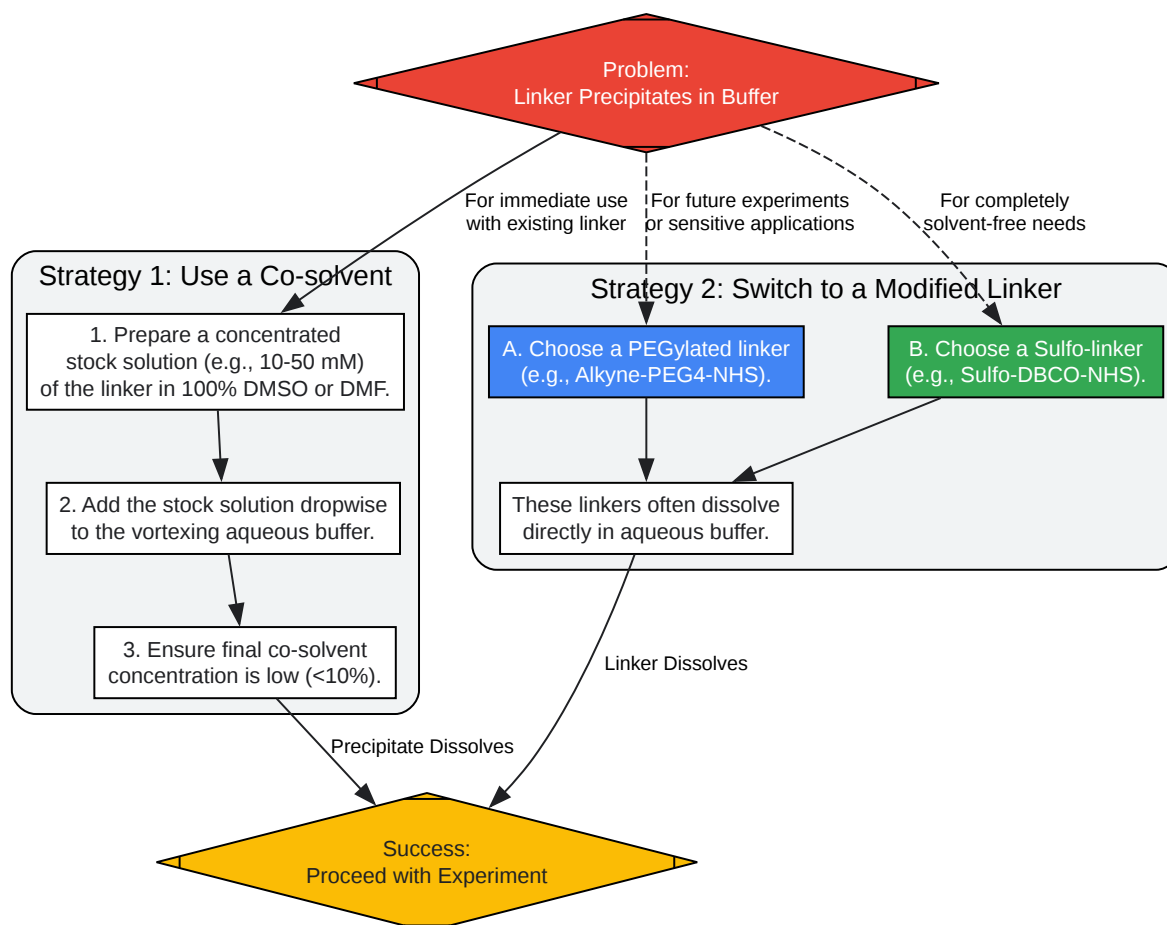 Problem:
Linker Precipitates in Buffer
For immediate use
with existing linker
For future experiments
or sensitive applications
For completely
solvent-free needs
Strategy 1: Use a Co-solvent
1. Prepare a concentrated
stock solution (e.g., 10-50 mM)
of the linker in 100% DMSO or DMF.
2. Add the stock solution dropwise
to the vortexing aqueous buffer.
3. Ensure final co-solvent
concentration is low (<10%).
Strategy 2: Switch to a Modified Linker
A. Choose a PEGylated linker
(e.g., Alkyne-PEG4-NHS).
B. Choose a Sulfo-linker
(e.g., Sulfo-DBCO-NHS).
These linkers often dissolve
directly in aqueous buffer.
Linker Dissolves
Precipitate Dissolves
Success:
Proceed with Experiment